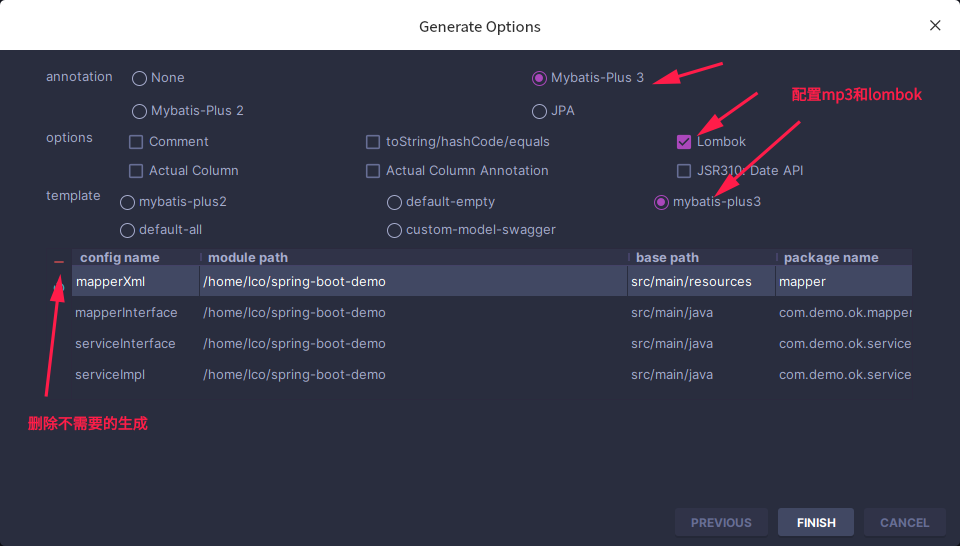 Generate Options
annotation None Mybatis-Plus 3
Mybatis-Plus 2 JPA
配置mp3和lombok
options Comment toString/hashCode/equals Lombok
Actual Column Actual Column Annotation JSR310: Date API
template mybatis-plus2 default-empty mybatis-plus3
default-all custom-model-swagger
config name module path base path package name
mapperXml /home/lco/spring-boot-demo src/main/resources mapper
mapperInterface /home/lco/spring-boot-demo src/main/java com.demo.ok.mapper
serviceInterface /home/lco/spring-boot-demo src/main/java com.demo.ok.service
serviceImpl /home/lco/spring-boot-demo src/main/java com.demo.ok.service
删除不需要的生成
PREVIOUS FINISH CANCEL